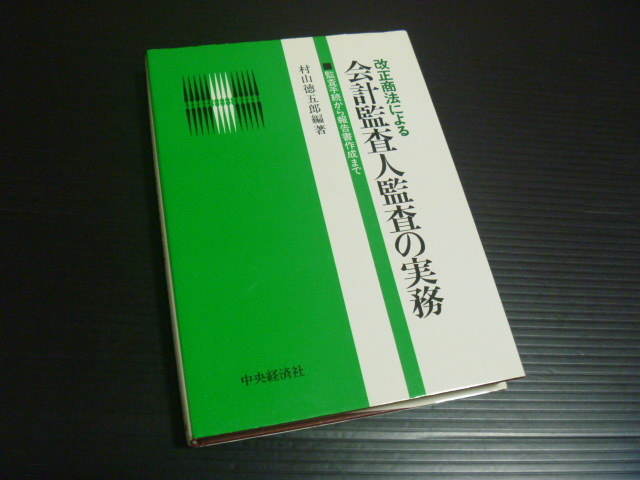 改正商法による
会計監査人監査の実務
■監査手続から報告書作成まで
村山徳五郎編著
中央経済社